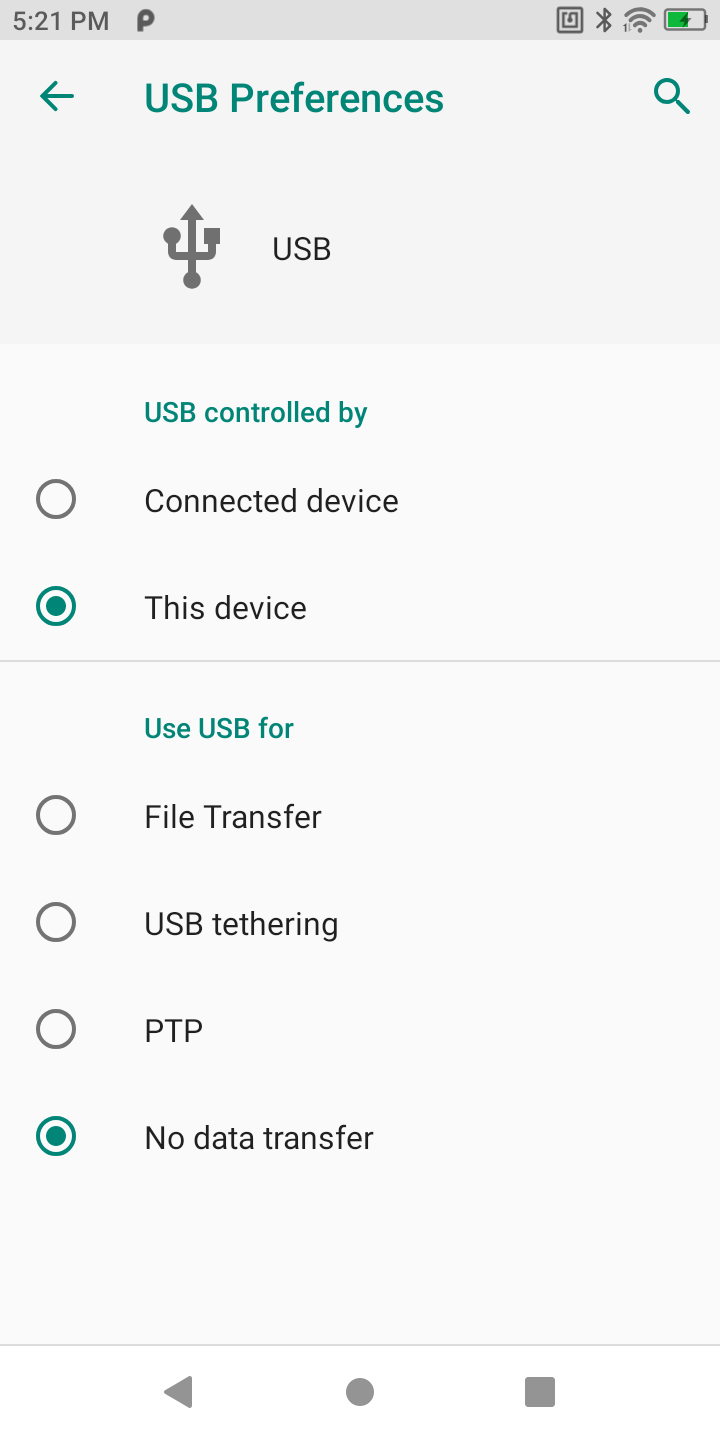 5:21 PM
USB Preferences
USB
USB controlled by
Connected device
This device
Use USB for
File Transfer
USB tethering
PTP
No data transfer